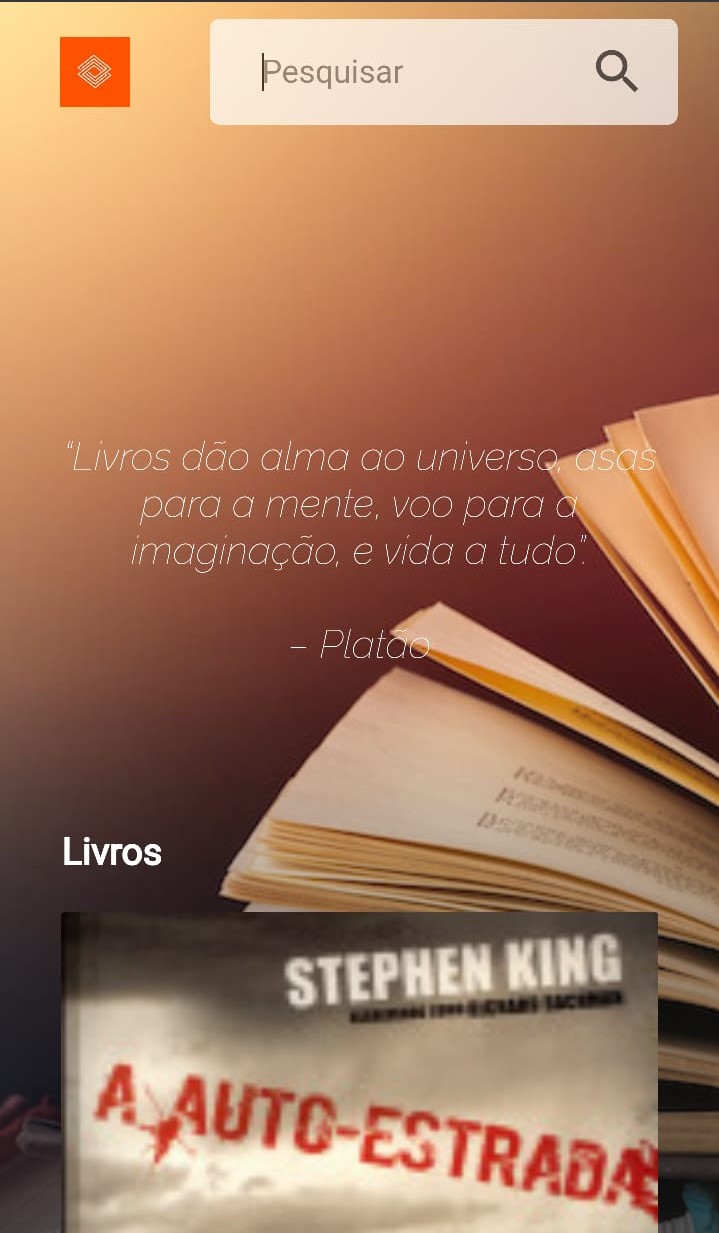 Pesquisar
"Livros dão alma ao universo, asas
para a mente, voo para a
imaginação, e vida a tudo".
– Platão
Livros
STEPHEN KING
A AUTO-ESTRADA